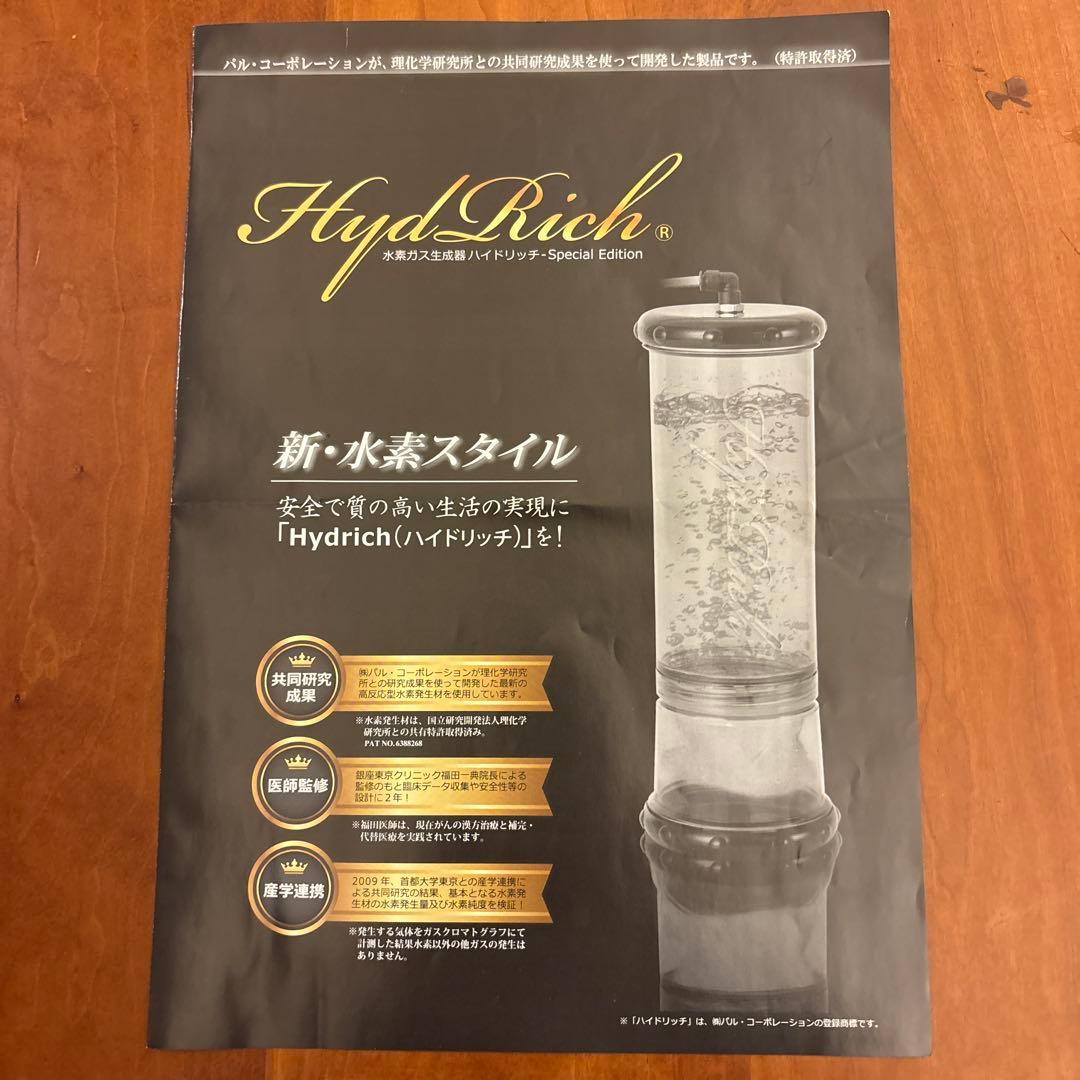 パル・コーポレーションが、理化学研究所との共同研究成果を使って開発した製品です。(特許取得済)
HydRich®
水素ガス生成器 ハイドリッチ-Special Edition
新・水素スタイル
安全で質の高い生活の実現に
「Hydrich(ハイドリッチ)」を!
共同研究
成果
㈱パル・コーポレーションが理化学研究
所との研究成果を使って開発した最新の
高反応型水素発生材を使用しています。
※水素発生材は、国立研究開発法人理化学
研究所との共有特許取得済み。
PAT NO.6388268
医師監修
銀座東京クリニック福田一典院長による
監修のもと臨床データ収集や安全性等の
設計に2年!
※福田医師は、現在がんの漢方治療と補完・
代替医療を実践されています。
産学連携
2009年、首都大学東京との産学連携に
よる共同研究の結果、基本となる水素発
生材の水素発生量及び水素純度を検証!
※発生する気体をガスクロマトグラフにて
計測した結果水素以外の他ガスの発生は
ありません。
HydRich
※「ハイドリッチ」は、㈱パル・コーポレーションの登録商標です。